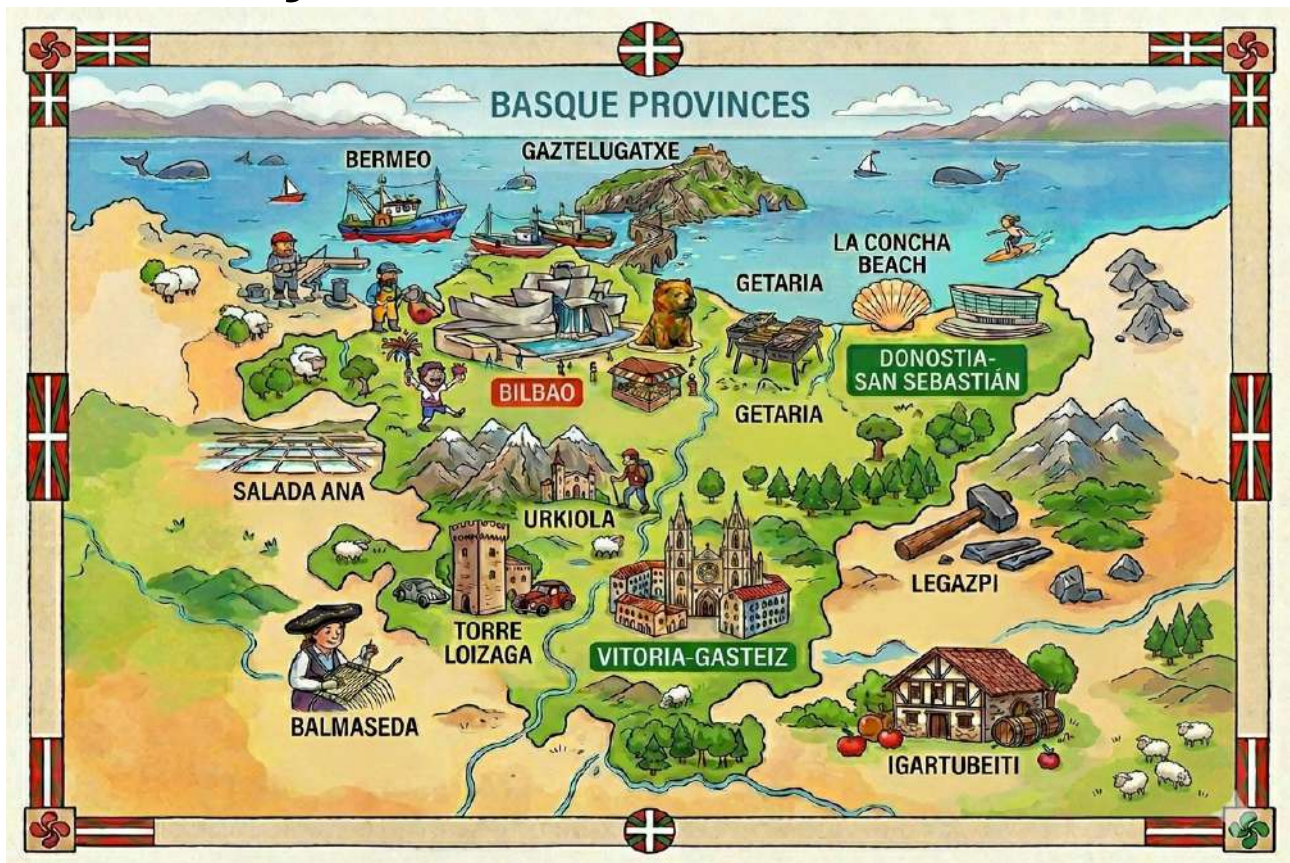 BASQUE PROVINCES
BERMEO
GAZTELUGATXE
LA CONCHA
BEACH
GETARIA
DONOSTIA-
SAN SEBASTIÁN
BILBAO
GETARIA
SALADA ANA
URKIOLA
LEGAZPI
TORRE
LOIZAGA
VITORIA-GASTEIZ
BALMASEDA
IGARTUBEITI